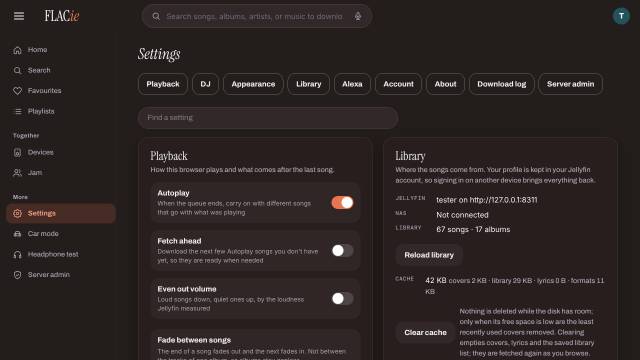 FLACie
Search songs, albums, artists, or music to downlo
T
Home
Search
Favourites
Playlists
Together
Devices
Jam
More
Settings
Car mode
Headphone test
Server admin
Settings
Playback
DJ
Appearance
Library
Alexa
Account
About
Download log
Server admin
Find a setting
Playback
How this browser plays and what comes after the last song.
Autoplay
When the queue ends, carry on with different songs
that go with what was playing
Fetch ahead
Download the next few Autoplay songs you don't have
yet, so they are ready when needed
Even out volume
Loud songs down, quiet ones up, by the loudness
Jellyfin measured
Fade between songs
The end of a song fades out and the next fades in. Not between
Library
Where the songs come from. Your profile is kept in your Jellyfin
account, so signing in on another device brings everything back.
JELLYFIN tester on http://127.0.0.1:8311
NAS Not connected
LIBRARY 67 songs · 17 albums
Reload library
CACHE 42 KB covers 2 KB · library 29 KB · lyrics 0 B · formats 11
KB
Clear cache
Nothing is deleted while the disk has room;
only when its free space is low are the least
recently used covers removed. Clearing
empties covers, lyrics and the saved library
list; they are fetched again as you browse.